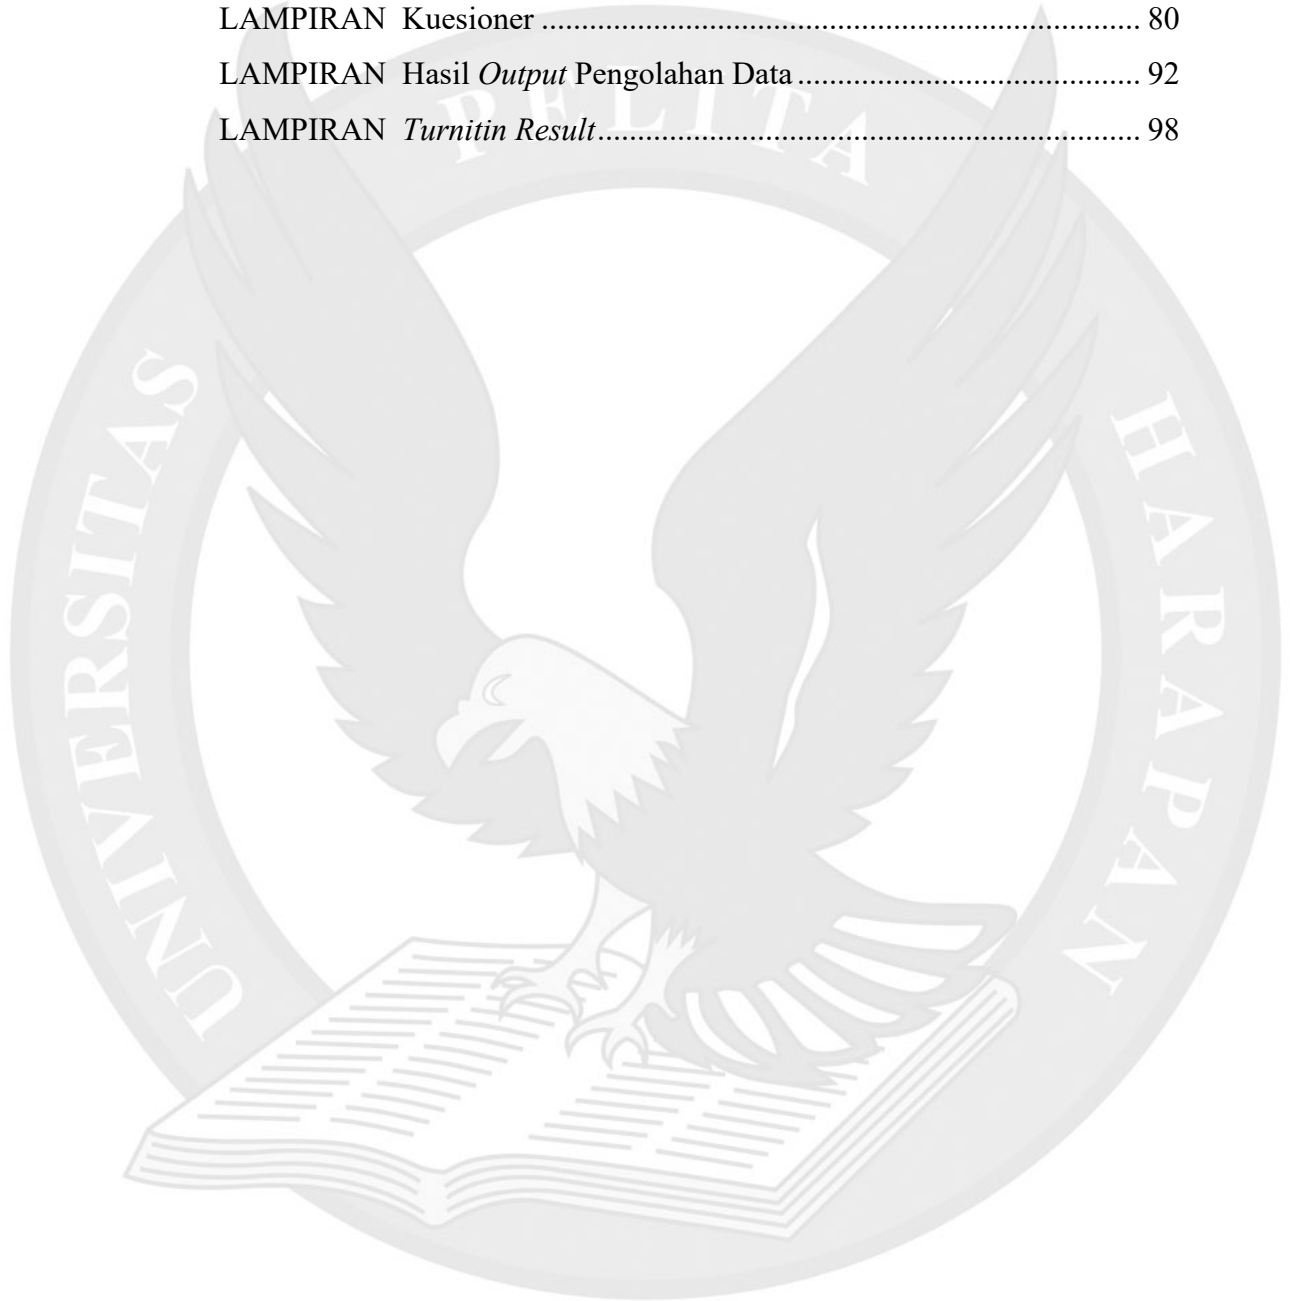 LAMPIRAN Kuesioner ........................................................................... 80
LAMPIRAN Hasil Output Pengolahan Data ........................................... 92
LAMPIRAN Turnitin Result.................................................................... 98
UNIVERSITAS PELITA HARAPAN